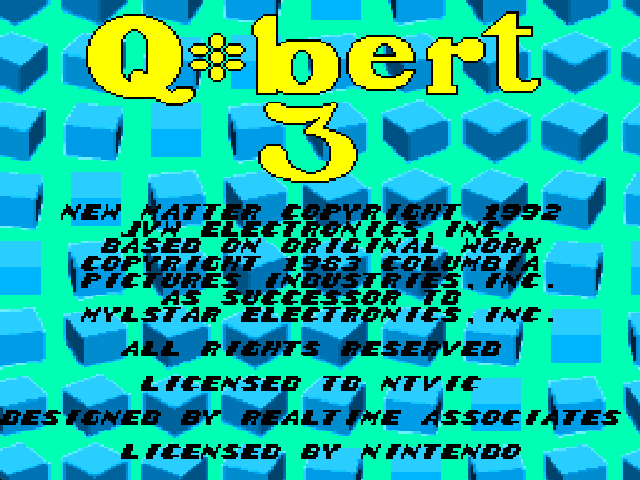 Q*bert
3
NEW MATTER COPYRIGHT 1992
JVW ELECTRONICS, INC.
BASED ON ORIGINAL WORK
COPYRIGHT 1983 COLUMBIA
PICTURES INDUSTRIES, INC.
AS SUCCESSOR TO
MYLSTAR ELECTRONICS, INC.
ALL RIGHTS RESERVED
LICENSED TO NTVIC
DESIGNED BY REALTIME ASSOCIATES
LICENSED BY NINTENDO